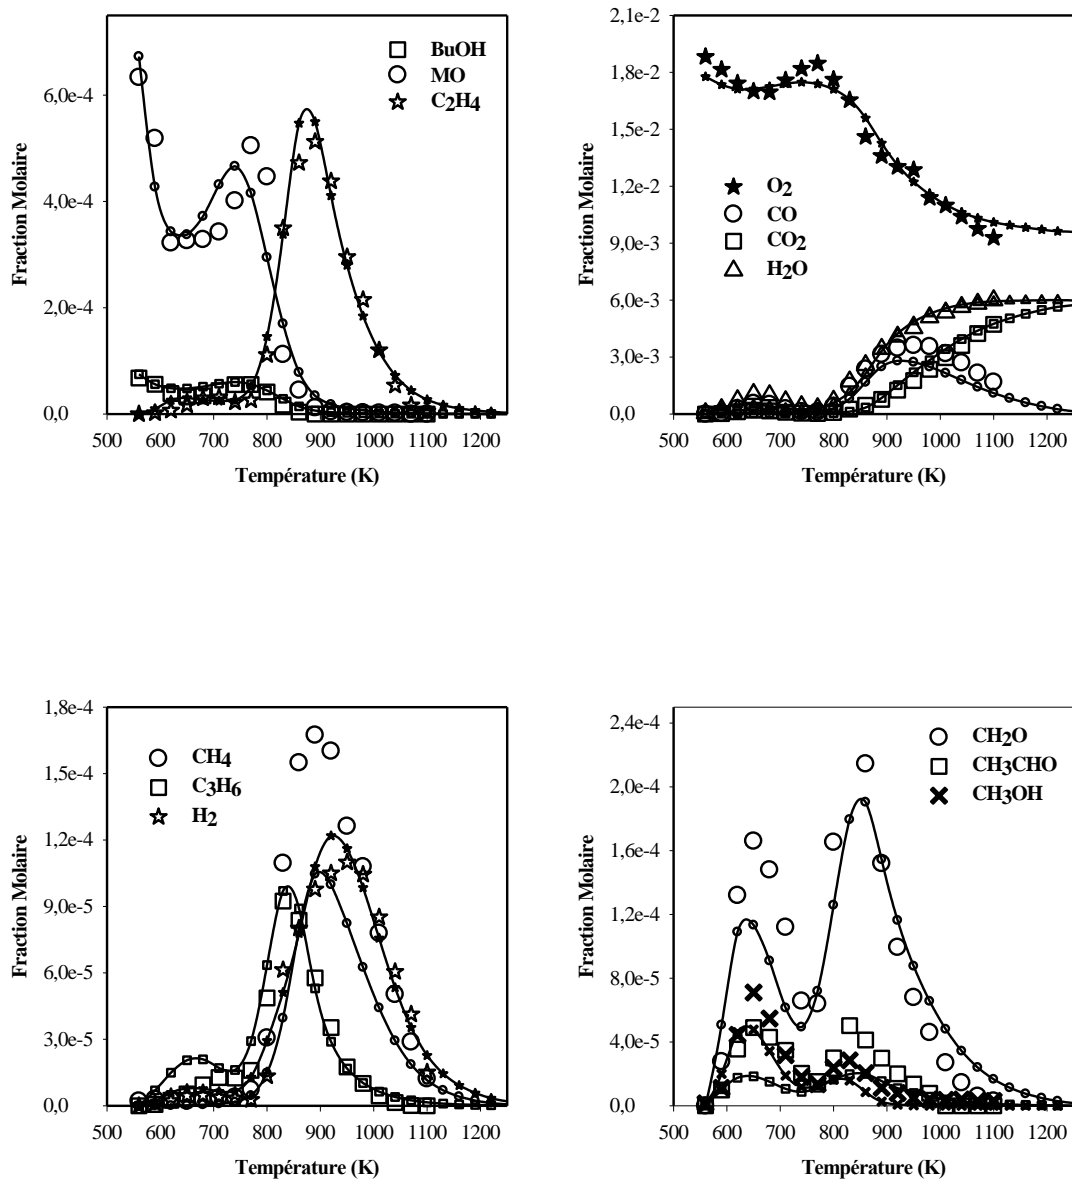 BuOH
MO
C2H4
6,0e-4
4,0e-4
2,0e-4
0,0
Fraction Molaire
500 600 700 800 900 1000 1100 1200
Température (K)
2,1e-2
1,8e-2
1,5e-2
1,2e-2
9,0e-3
6,0e-3
3,0e-3
0,0
O2
CO
CO2
H2O
Fraction Molaire
500 600 700 800 900 1000 1100 1200
Température (K)
1,8e-4
1,5e-4
1,2e-4
9,0e-5
6,0e-5
3,0e-5
0,0
CH4
C3H6
H2
Fraction Molaire
500 600 700 800 900 1000 1100 1200
Température (K)
2,4e-4
2,0e-4
1,6e-4
1,2e-4
8,0e-5
4,0e-5
0,0
CH2O
CH3CHO
CH3OH
Fraction Molaire
500 600 700 800 900 1000 1100 1200
Température (K)